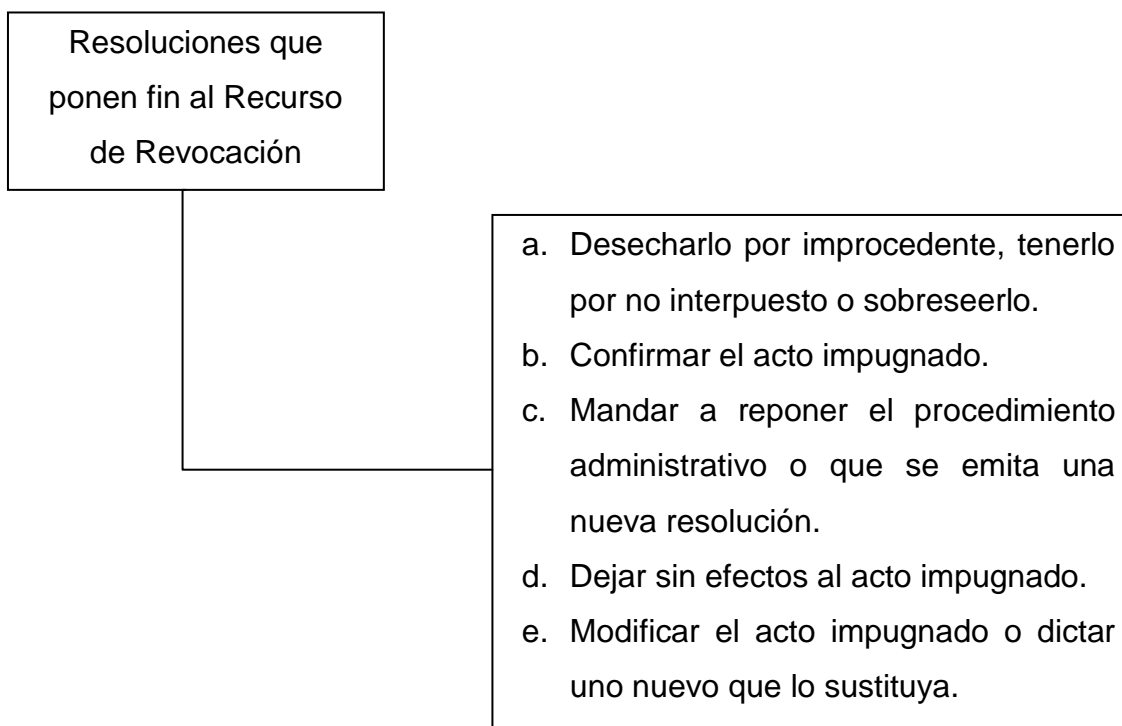 Resoluciones que
ponen fin al Recurso
de Revocación
a. Desecharlo por improcedente, tenerlo
por no interpuesto o sobreseerlo.
b. Confirmar el acto impugnado.
c. Mandar a reponer el procedimiento
administrativo o que se emita una
nueva resolución.
d. Dejar sin efectos al acto impugnado.
e. Modificar el acto impugnado o dictar
uno nuevo que lo sustituya.